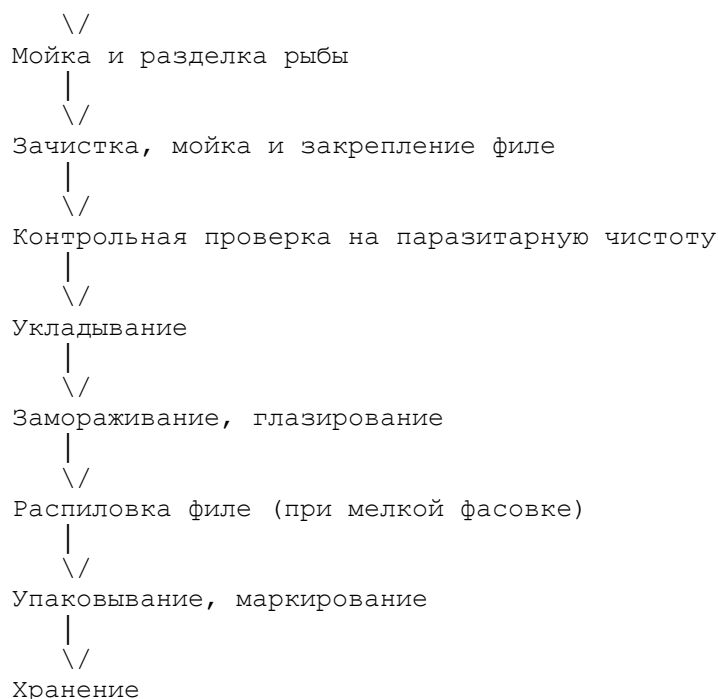 \/
Мойка и разделка рыбы
|
\/
Зачистка, мойка и закрепление филе
|
\/
Контрольная проверка на паразитарную чистоту
|
\/
Укладывание
|
\/
Замораживание, глазирование
|
\/
Распиловка филе (при мелкой фасовке)
|
\/
Упаковывание, маркирование
|
\/
Хранение